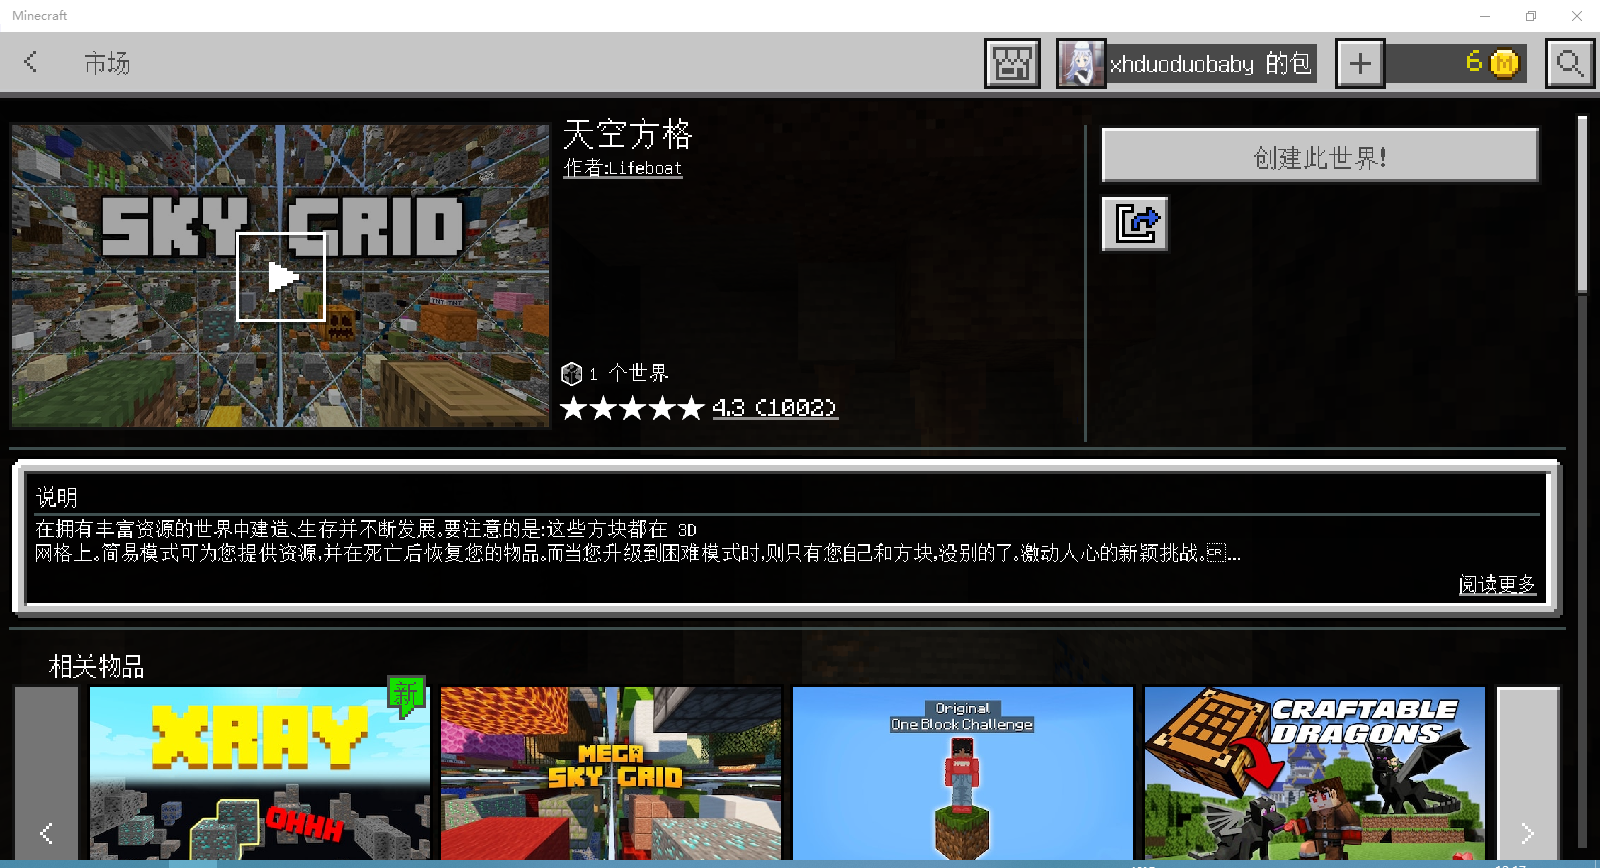 Minecraft
市场
xhduoduobaby 的包
6
SKY GRID
天空方格
作者:Lifeboat
创建此世界!
1 个世界
4.3 (1002)
说明
在拥有丰富资源的世界中建造、生存并不断发展。要注意的是:这些方块都在 3D
网格上。简易模式可为您提供资源,并在死亡后恢复您的物品。而当您升级到困难模式时,则只有您自己和方块,没别的了。激动人心的新颖挑战。...
阅读更多
相关物品
新
XRAY
OHHH
MEGA
SKY GRID
Original
One Block Challenge
CRAFTABLE
DRAGONS